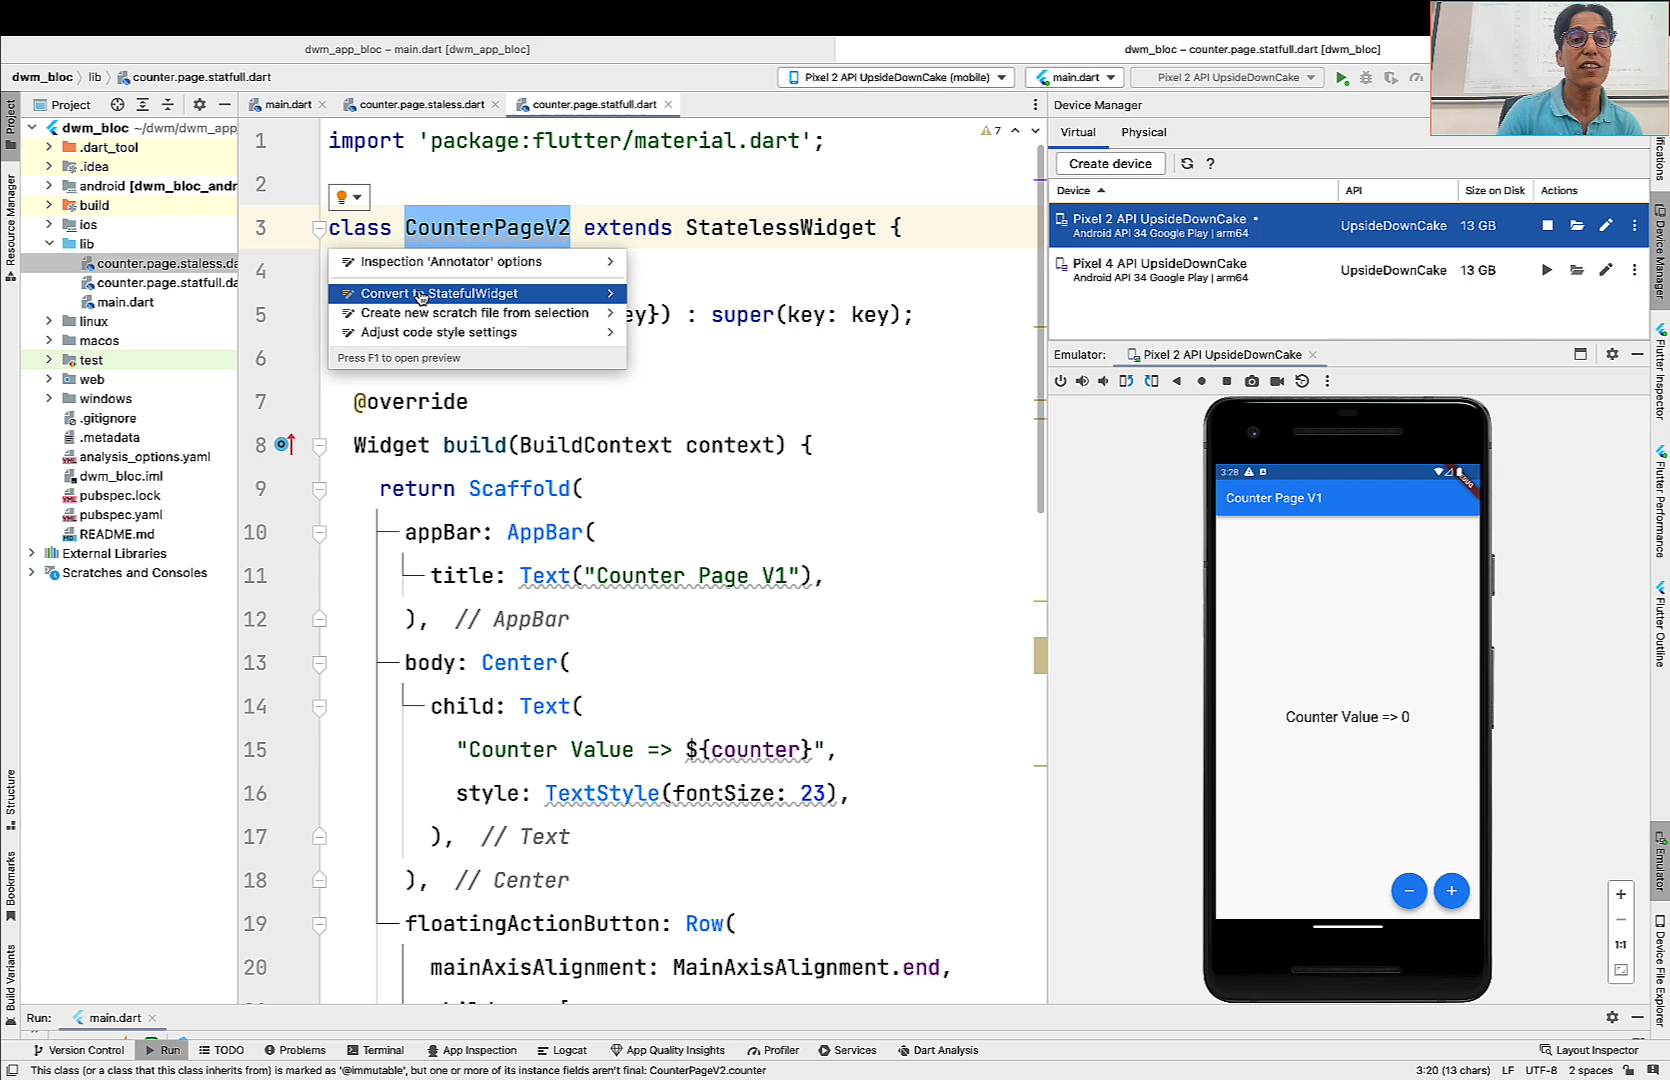 dwm_app_bloc – main.dart [dwm_app_bloc]
dwm_bloc – counter.page.statfull.dart [dwm_bloc]
dwm_bloc
lib
counter.page.statfull.dart
Pixel 2 API UpsideDownCake (mobile)
main.dart
Pixel 2 API UpsideDownCake
Project
main.dart
counter.page.staless.dart
counter.page.statfull.dart
Device Manager
Project
Resource Manager
Structure
Bookmarks
Build Variants
dwm_bloc ~/dwm/dwm_app
.dart_tool
.idea
android [dwm_bloc_andr
build
ios
lib
counter.page.staless.da
counter.page.statfull.da
main.dart
linux
macos
test
web
windows
.gitignore
.metadata
analysis_options.yaml
dwm_bloc.iml
pubspec.lock
pubspec.yaml
README.md
External Libraries
Scratches and Consoles
7
1 import 'package:flutter/material.dart';
2
3 class CounterPageV2 extends StatelessWidget {
4
5 ey}) : super(key: key);
6
7 @override
8 Widget build(BuildContext context) {
9 return Scaffold(
10 appBar: AppBar(
11 title: Text("Counter Page V1"),
12 ), // AppBar
13 body: Center(
14 child: Text(
15 "Counter Value => ${counter}",
16 style: TextStyle(fontSize: 23),
17 ), // Text
18 ), // Center
19 floatingActionButton: Row(
20 mainAxisAlignment: MainAxisAlignment.end,
Inspection 'Annotator' options
Convert to StatefulWidget
Create new scratch file from selection
Adjust code style settings
Press F1 to open preview
Virtual
Physical
Create device
?
Device
API
Size on Disk
Actions
Pixel 2 API UpsideDownCake
Android API 34 Google Play | arm64
UpsideDownCake
13 GB
Pixel 4 API UpsideDownCake
Android API 34 Google Play | arm64
UpsideDownCake
13 GB
Emulator:
Pixel 2 API UpsideDownCake
3:28
Counter Page V1
Counter Value => 0
−
+
+
−
1:1
ifications
Device Manager
Flutter Inspector
Flutter Performance
Flutter Outline
Emulator
Device File Explorer
Run:
main.dart
Version Control
Run
TODO
Problems
Terminal
App Inspection
Logcat
App Quality Insights
Profiler
Services
Dart Analysis
Layout Inspector
This class (or a class that this class inherits from) is marked as '@immutable', but one or more of its instance fields aren't final: CounterPageV2.counter
3:20 (13 chars)
LF
UTF-8
2 spaces